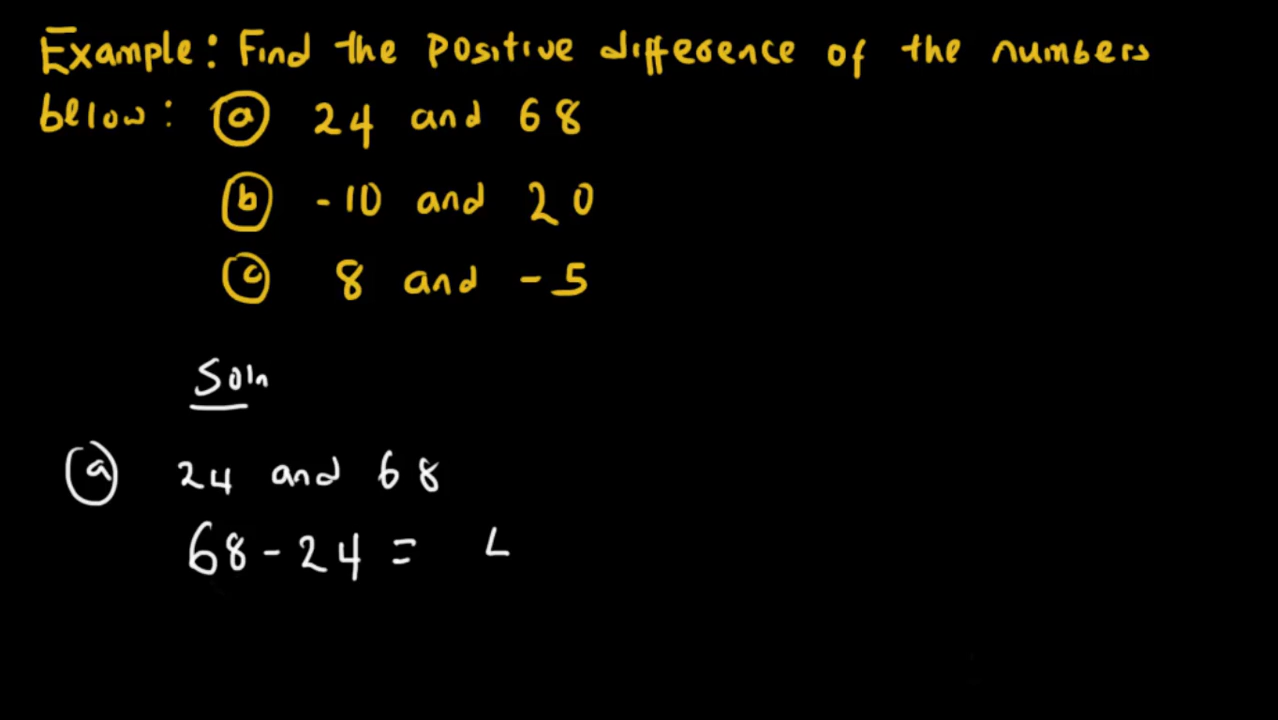 Example: Find the positive difference of the numbers
below: (a) 24 and 68
(b) -10 and 20
(c) 8 and -5
Soln
(a) 24 and 68
68 - 24 =